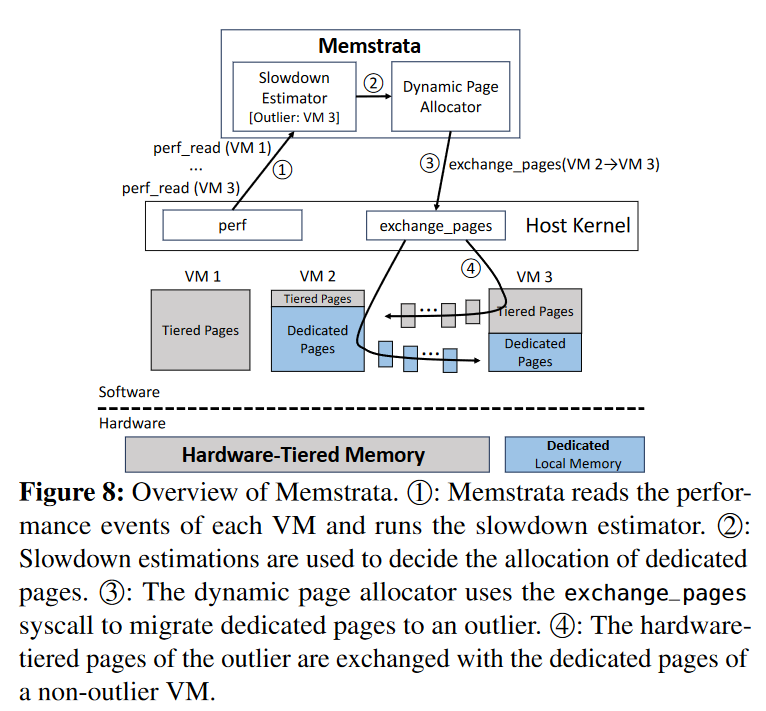 Memstrata
Slowdown
Estimator
[Outlier: VM 3]
②
Dynamic Page
Allocator
perf_read (VM 1)
...
perf_read (VM 3)
①
③
exchange_pages(VM 2→VM 3)
perf
exchange_pages
Host Kernel
④
VM 1
Tiered Pages
VM 2
Tiered Pages
Dedicated
Pages
...
...
VM 3
Tiered Pages
Dedicated
Pages
Software
Hardware
Hardware-Tiered Memory
Dedicated
Local Memory
Figure 8: Overview of Memstrata. ①: Memstrata reads the perfor-
mance events of each VM and runs the slowdown estimator. ②:
Slowdown estimations are used to decide the allocation of dedicated
pages. ③: The dynamic page allocator uses the exchange_pages
syscall to migrate dedicated pages to an outlier. ④: The hardware-
tiered pages of the outlier are exchanged with the dedicated pages of
a non-outlier VM.